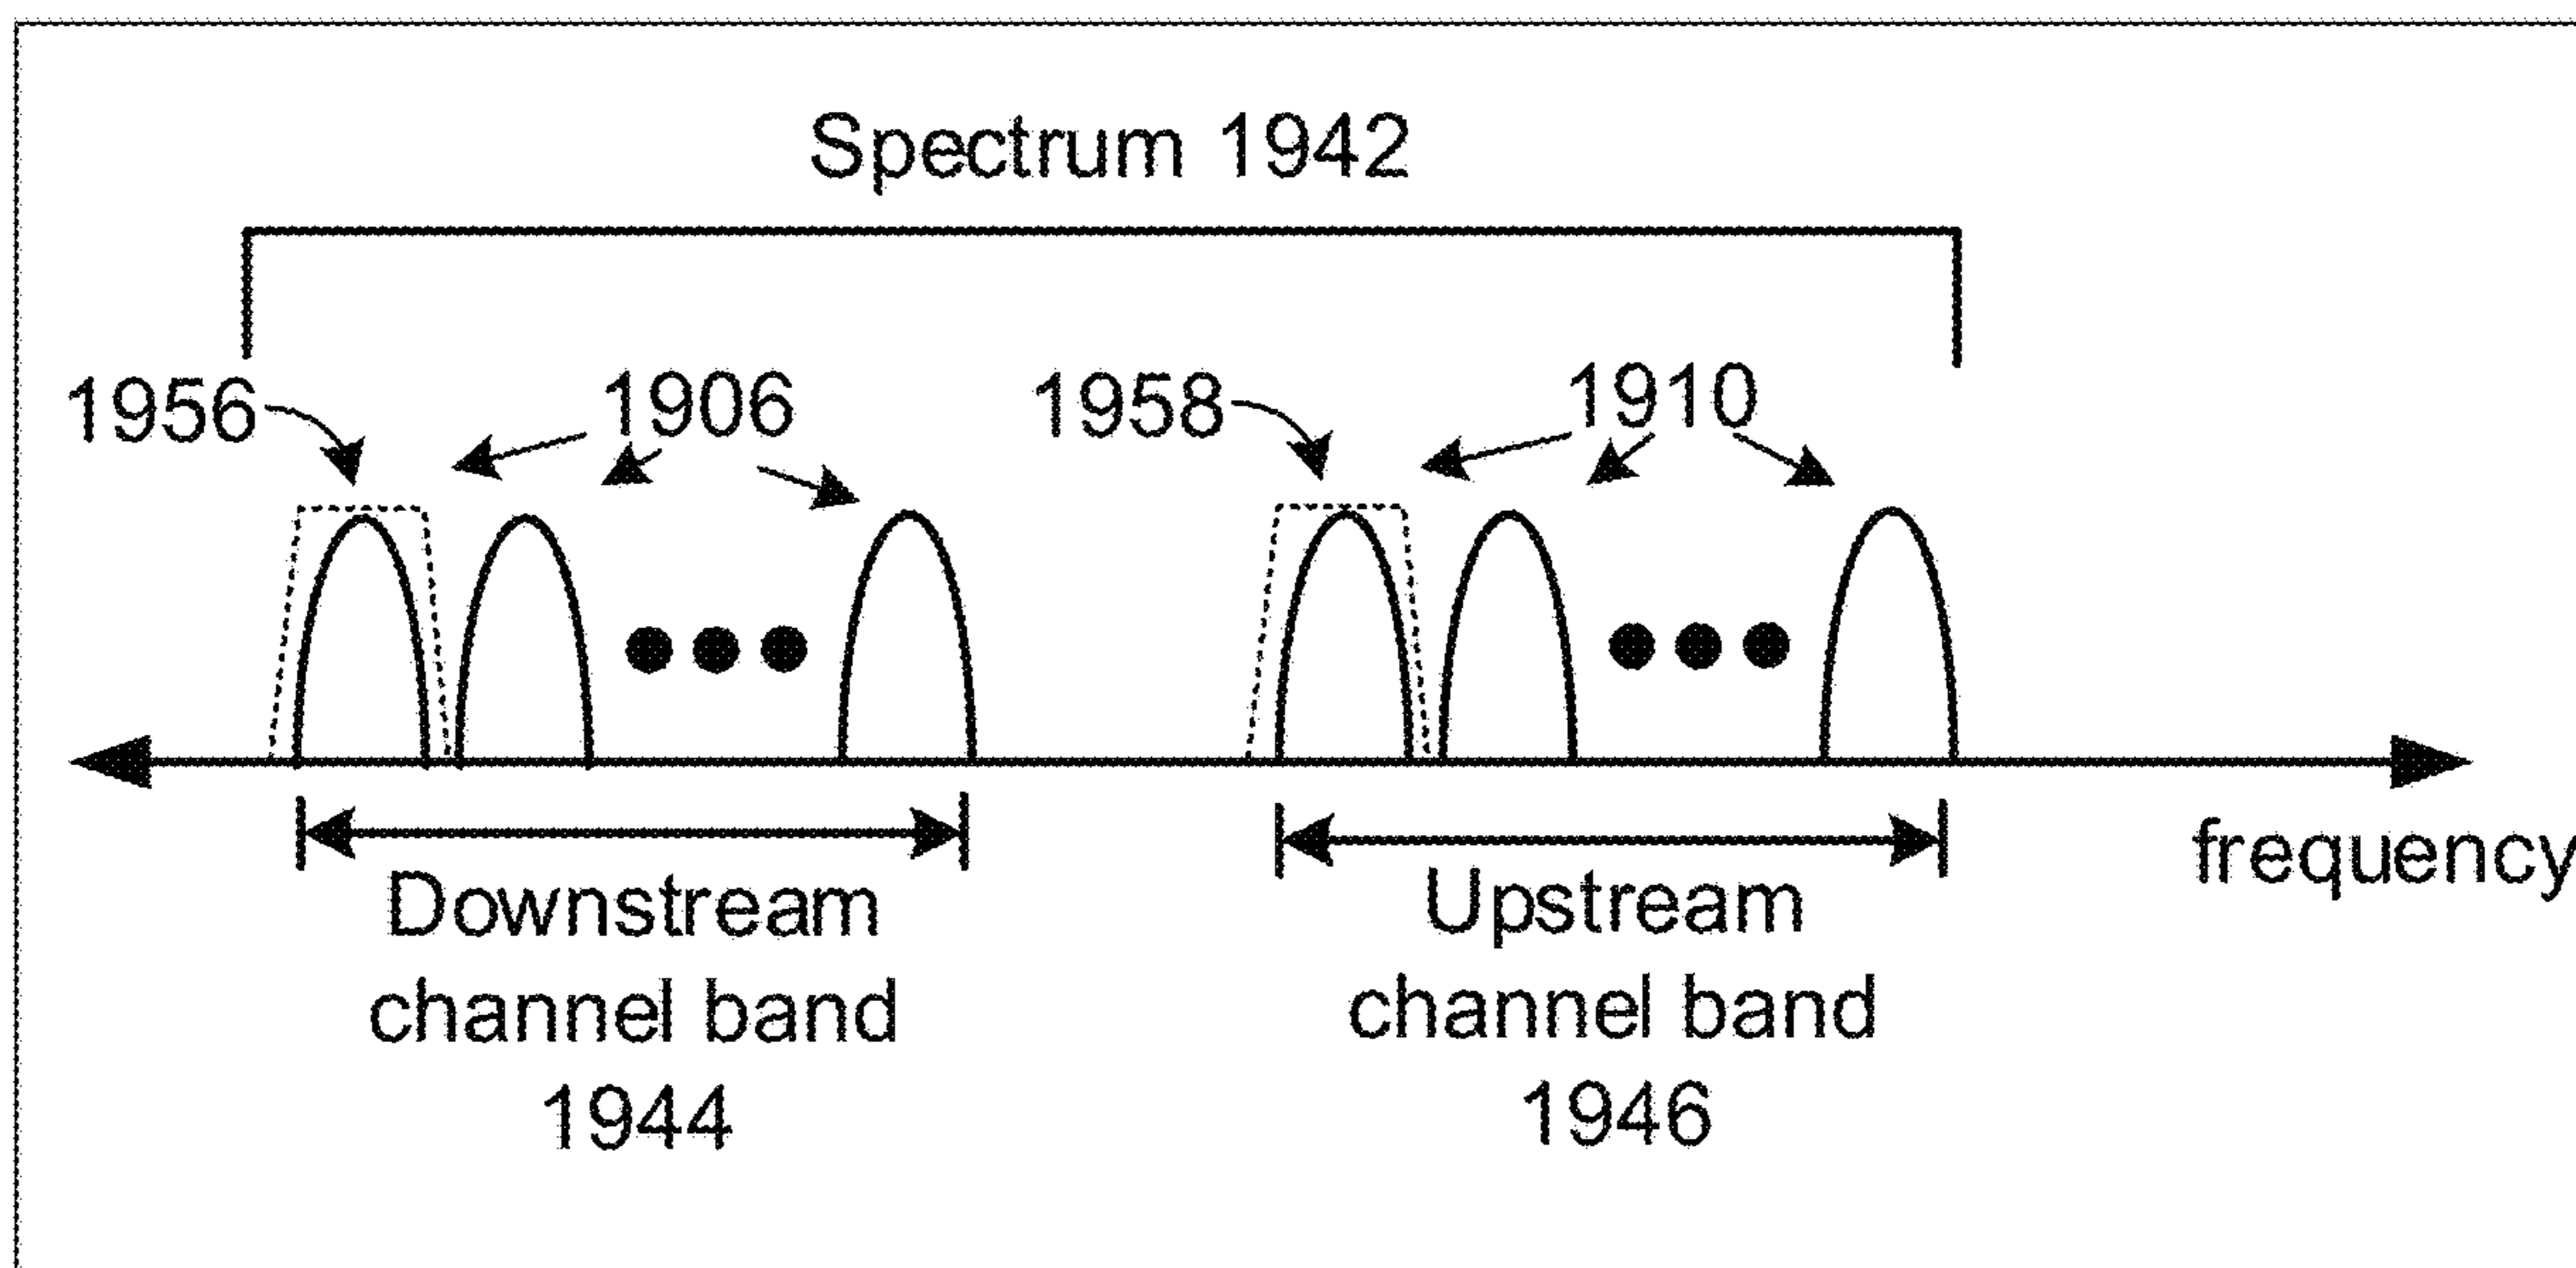 Spectrum 1942
1956 1906 1958 1910
frequency
Downstream
channel band
1944
Upstream
channel band
1946